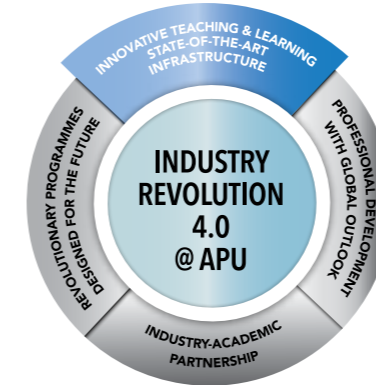 INNOVATIVE TEACHING & LEARNING
STATE-OF-THE-ART
INFRASTRUCTURE
PROFESSIONAL DEVELOPMENT
WITH GLOBAL OUTLOOK
INDUSTRY-ACADEMIC
PARTNERSHIP
REVOLUTIONARY PROGRAMMES
DESIGNED FOR THE FUTURE
INDUSTRY
REVOLUTION
4.0
@ APU